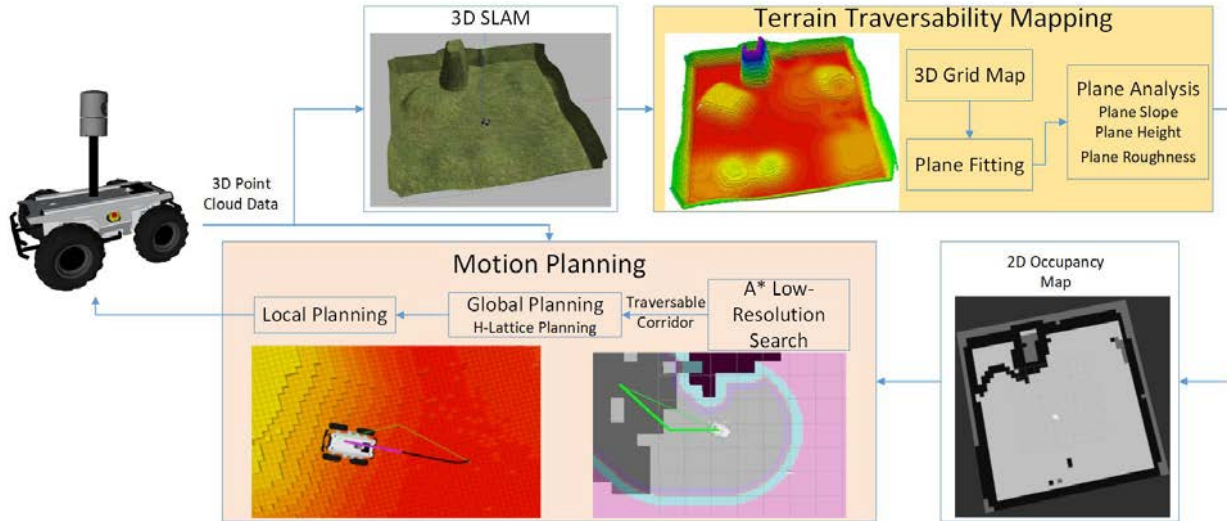 3D SLAM
Terrain Traversability Mapping
3D Grid Map
Plane Fitting
Plane Analysis
Plane Slope
Plane Height
Plane Roughness
3D Point
Cloud Data
Motion Planning
Local Planning
Global Planning
H-Lattice Planning
Traversable
Corridor
A* Low-
Resolution
Search
2D Occupancy
Map